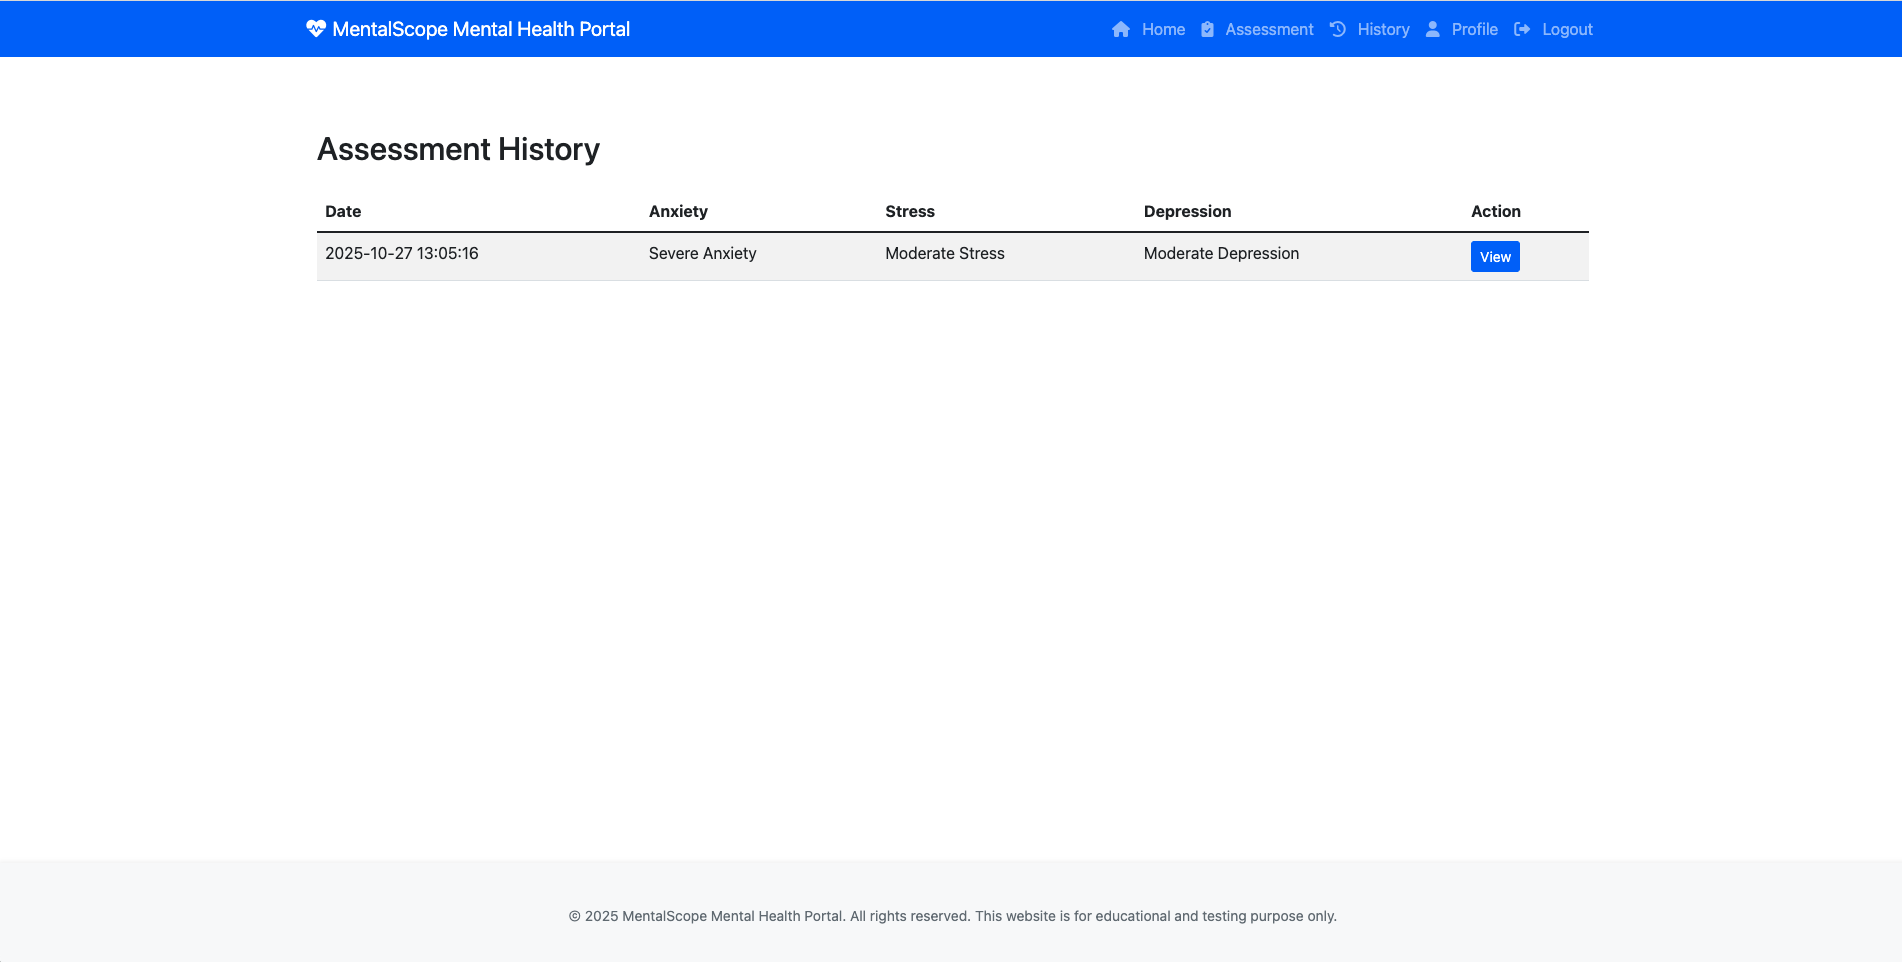 MentalScope Mental Health Portal Home Assessment History Profile Logout
Assessment History
Date Anxiety Stress Depression Action
2025-10-27 13:05:16 Severe Anxiety Moderate Stress Moderate Depression View
© 2025 MentalScope Mental Health Portal. All rights reserved. This website is for educational and testing purpose only.